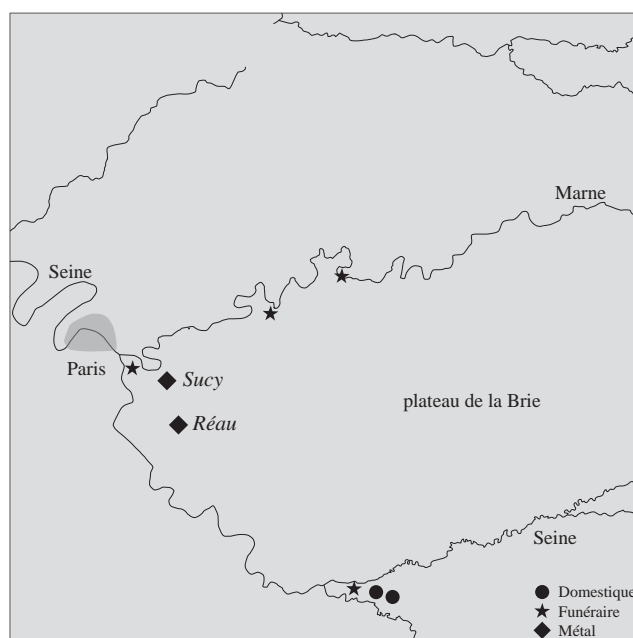 Marne
Seine
Paris
Sucy
plateau de la Brie
Réau
Seine
Domestique
Funéraire
Métal